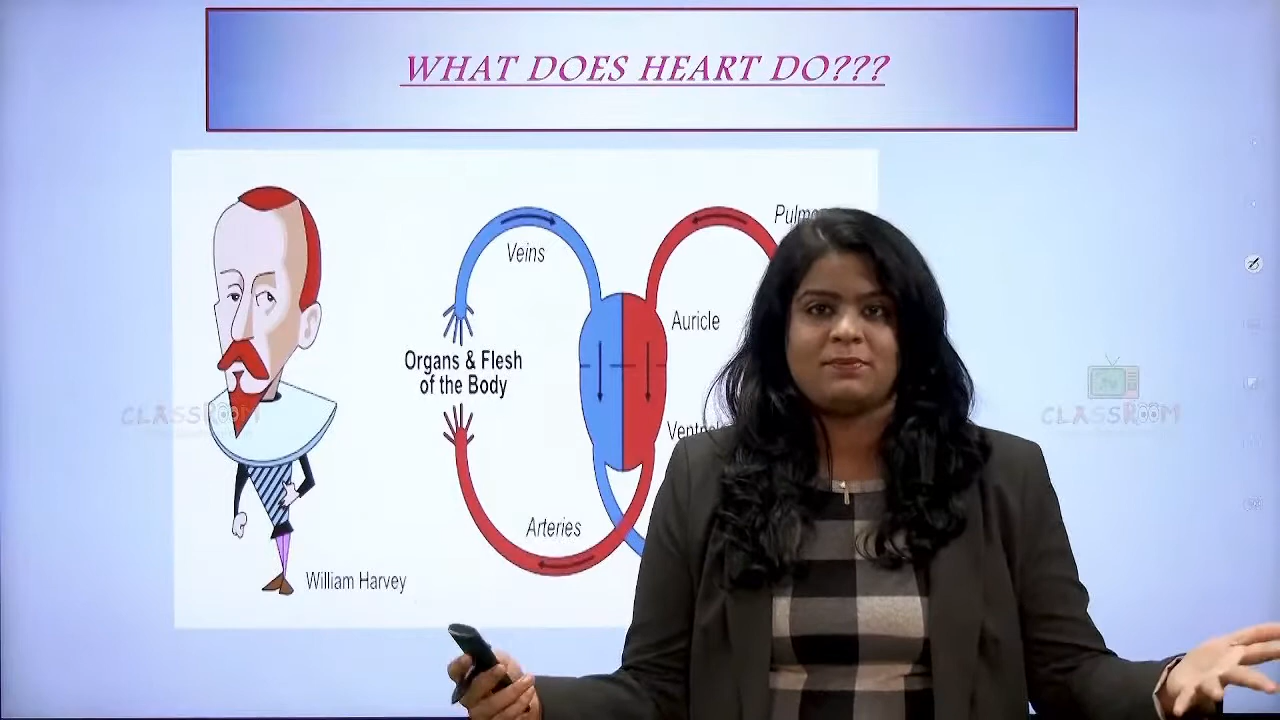 WHAT DOES HEART DO???
Veins
Auricle
Organs & Flesh
of the Body
Arteries
William Harvey
CLASSROOM
CLASSROOM